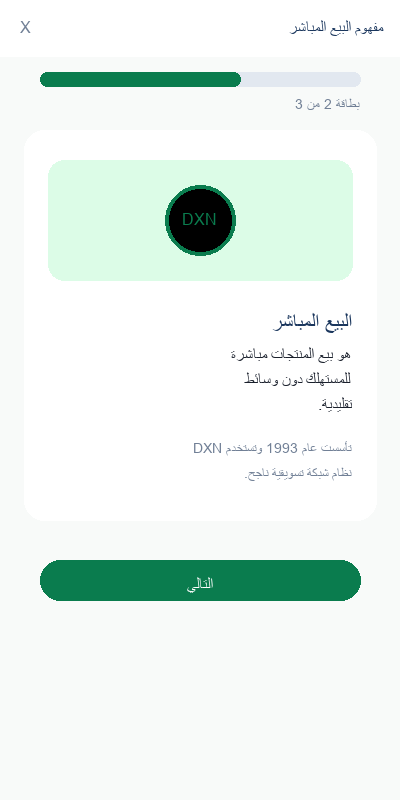 مفهوم البيع المباشر
X
بطاقة 2 من 3
DXN
البيع المباشر
هو بيع المنتجات مباشرة
للمستهلك دون وسائط
تقليدية.
تأسست عام 1993 وتستخدم DXN
نظام شبكة تسويقية ناجح.
التالي